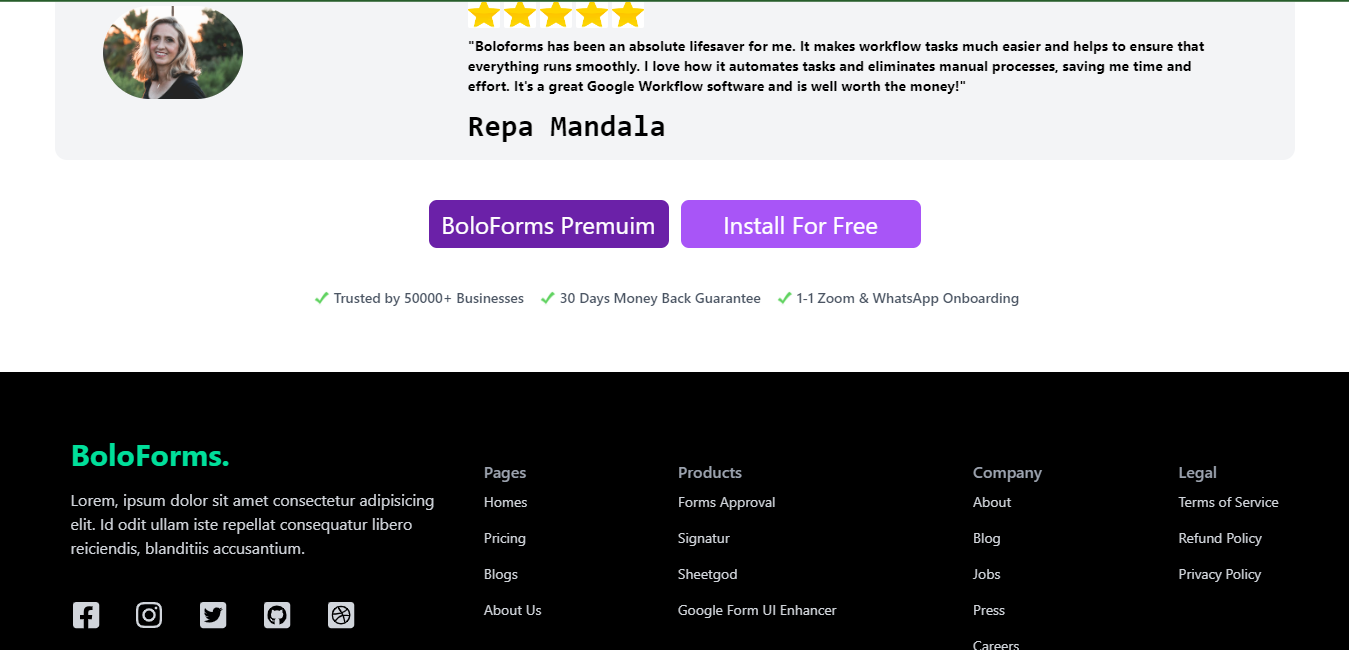 "Boloforms has been an absolute lifesaver for me. It makes workflow tasks much easier and helps to ensure that
everything runs smoothly. I love how it automates tasks and eliminates manual processes, saving me time and
effort. It's a great Google Workflow software and is well worth the money!"
Repa Mandala
BoloForms Premuim
Install For Free
Trusted by 50000+ Businesses
30 Days Money Back Guarantee
1-1 Zoom & WhatsApp Onboarding
BoloForms.
Lorem, ipsum dolor sit amet consectetur adipisicing
elit. Id odit ullam iste repellat consequatur libero
reiciendis, blanditiis accusantium.
Pages
Homes
Pricing
Blogs
About Us
Products
Forms Approval
Signatur
Sheetgod
Google Form UI Enhancer
Company
About
Blog
Jobs
Press
Careers
Legal
Terms of Service
Refund Policy
Privacy Policy